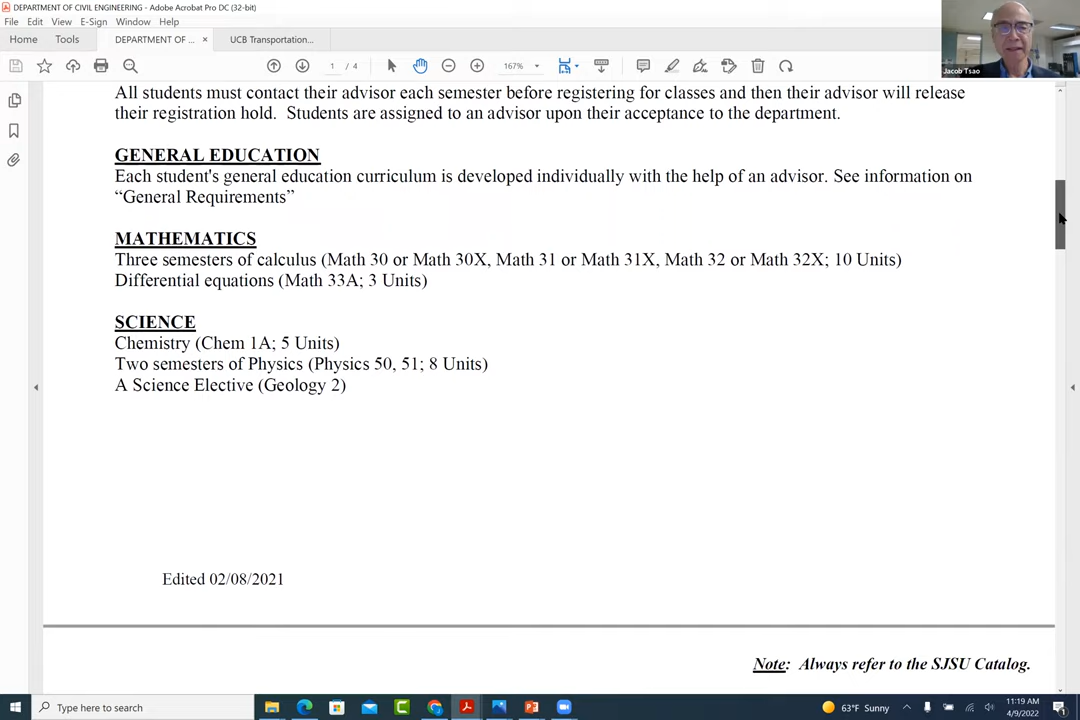 DEPARTMENT OF CIVIL ENGINEERING - Adobe Acrobat Pro DC (32-bit)
File Edit View E-Sign Window Help
Home Tools DEPARTMENT OF ... × UCB Transportation...
1 / 4 167%
Jacob Tsao
All students must contact their advisor each semester before registering for classes and then their advisor will release
their registration hold. Students are assigned to an advisor upon their acceptance to the department.
GENERAL EDUCATION
Each student's general education curriculum is developed individually with the help of an advisor. See information on
“General Requirements”
MATHEMATICS
Three semesters of calculus (Math 30 or Math 30X, Math 31 or Math 31X, Math 32 or Math 32X; 10 Units)
Differential equations (Math 33A; 3 Units)
SCIENCE
Chemistry (Chem 1A; 5 Units)
Two semesters of Physics (Physics 50, 51; 8 Units)
A Science Elective (Geology 2)
Edited 02/08/2021
Note: Always refer to the SJSU Catalog.
Type here to search
63°F Sunny
11:19 AM
4/9/2022